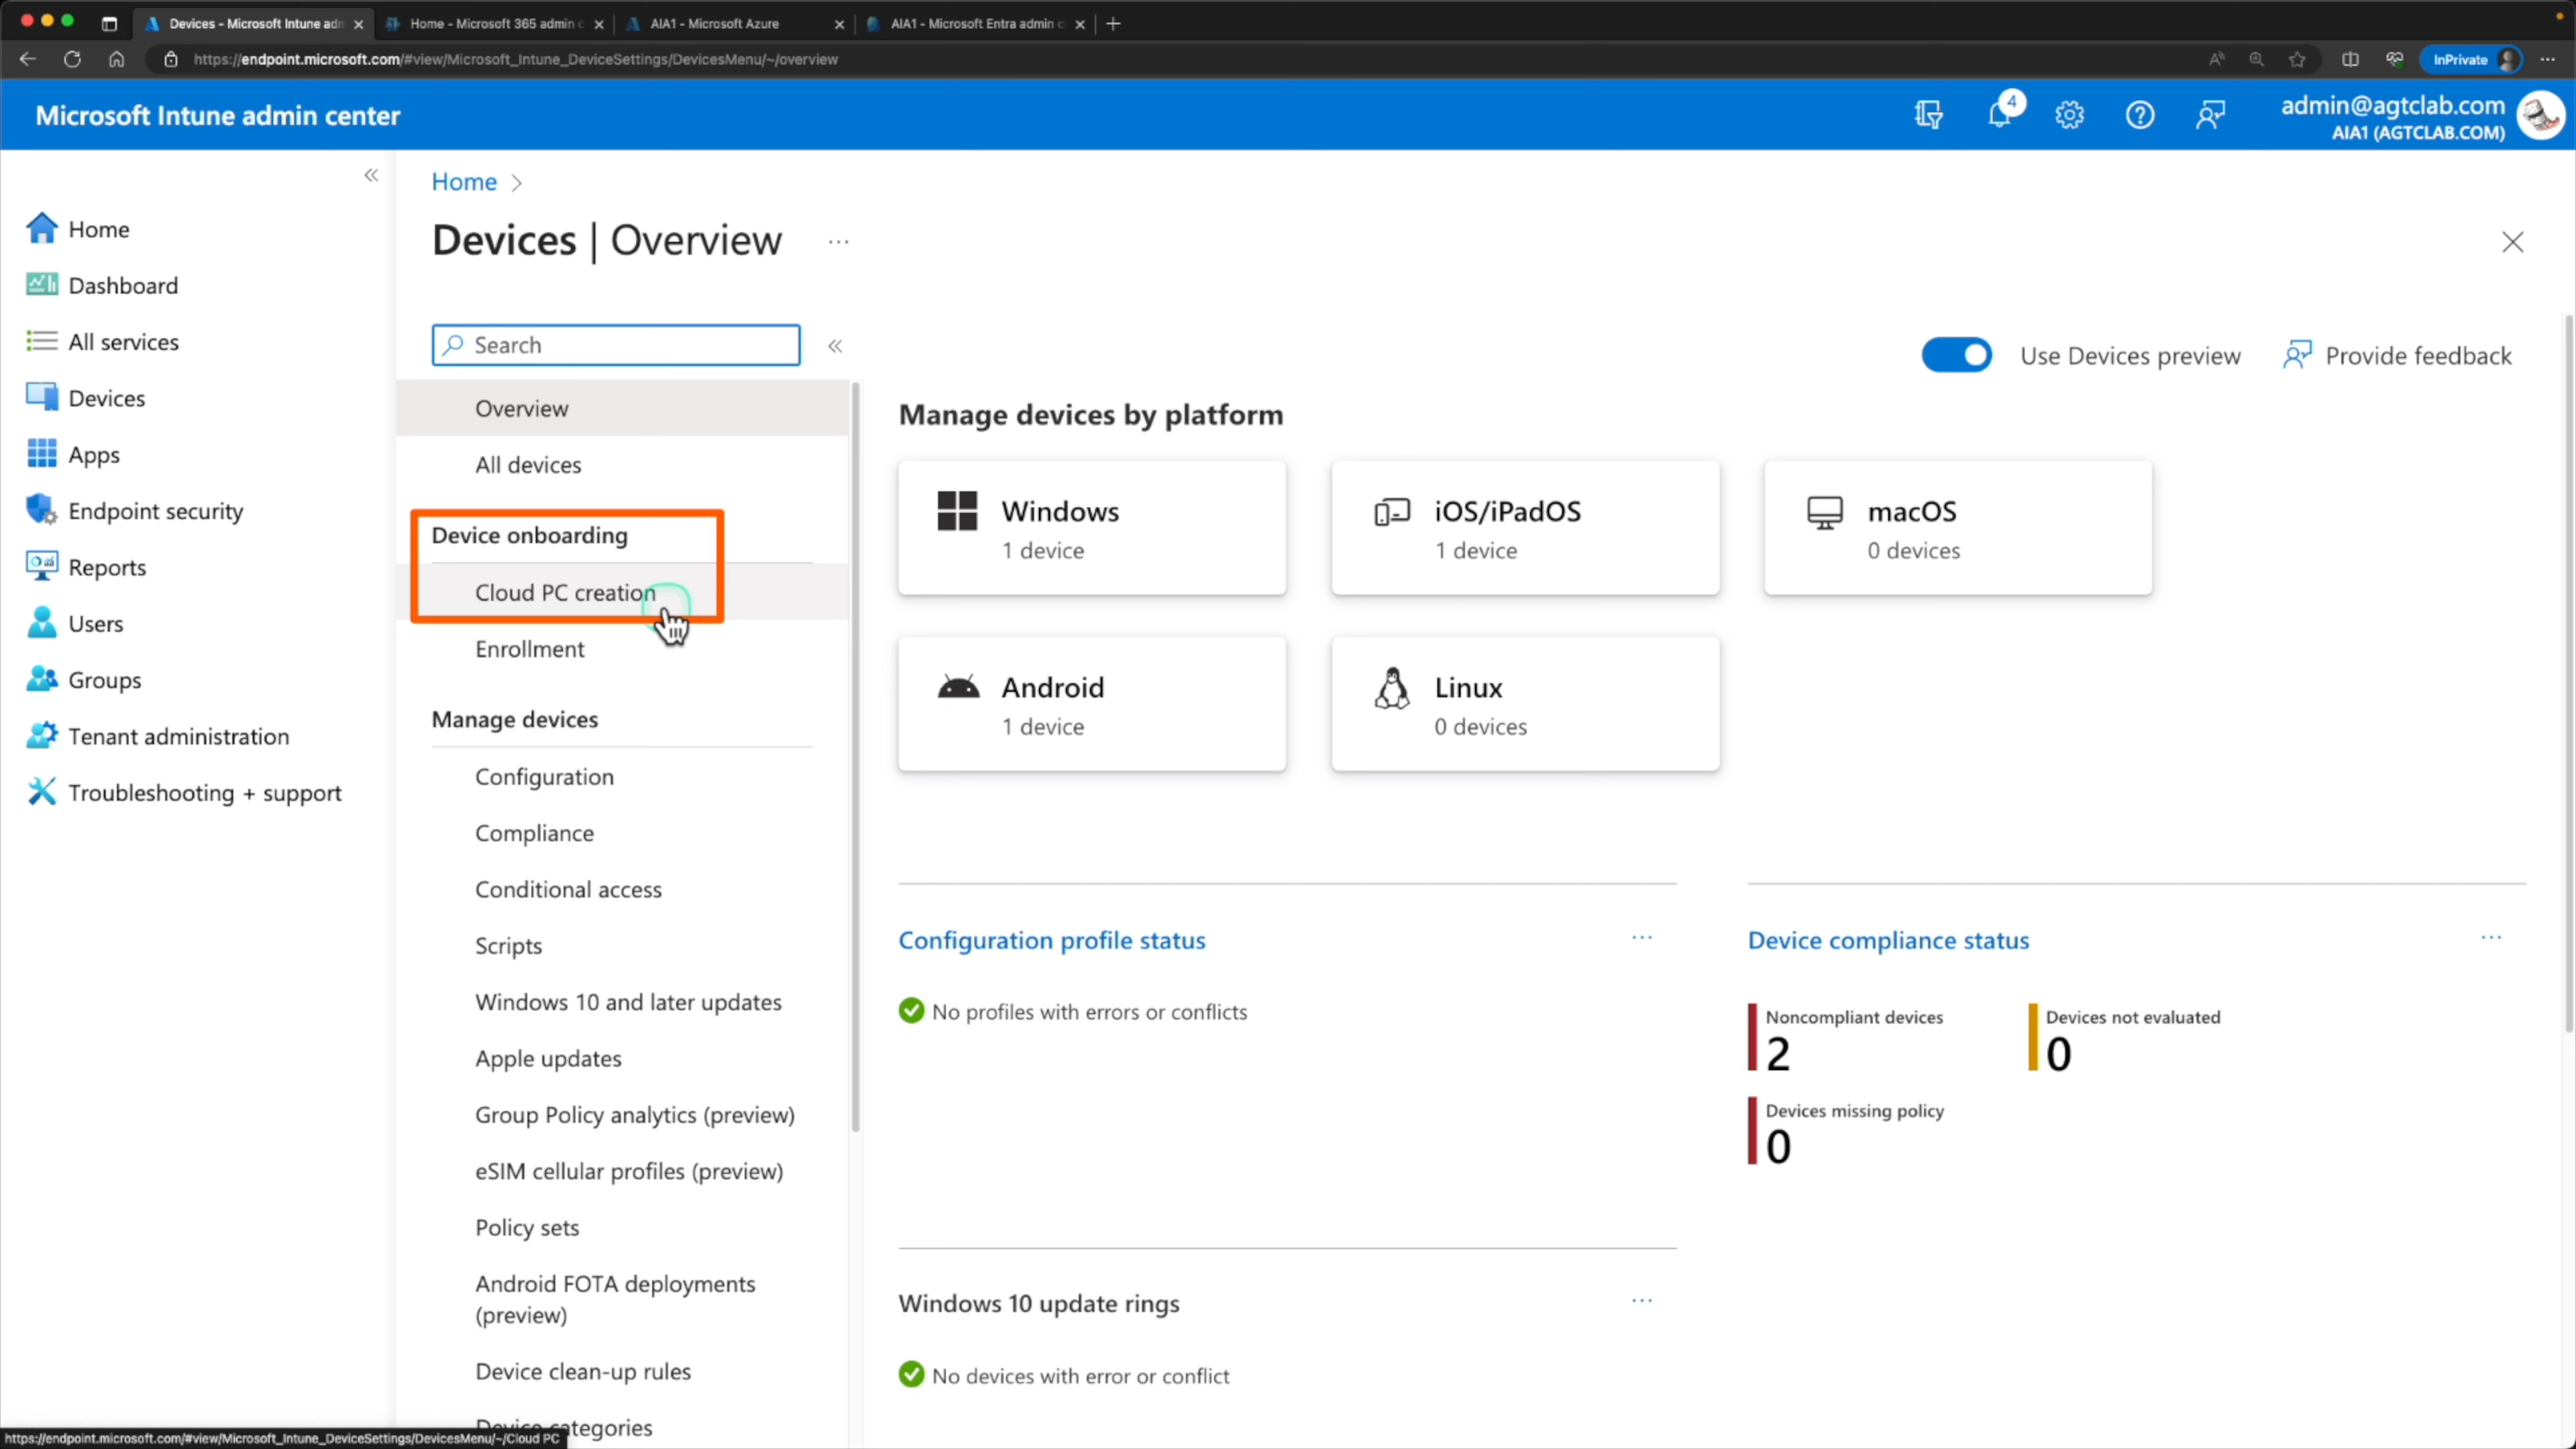 Devices - Microsoft Intune adm
Home - Microsoft 365 admin c
AIA1 - Microsoft Azure
AIA1 - Microsoft Entra admin c
https://endpoint.microsoft.com/#view/Microsoft_Intune_DeviceSettings/DevicesMenu/~/overview
InPrivate
Microsoft Intune admin center
4
admin@agtclab.com
AIA1 (AGTCLAB.COM)
Home
Dashboard
All services
Devices
Apps
Endpoint security
Reports
Users
Groups
Tenant administration
Troubleshooting + support
Home
Devices | Overview
Search
Overview
All devices
Device onboarding
Cloud PC creation
Enrollment
Manage devices
Configuration
Compliance
Conditional access
Scripts
Windows 10 and later updates
Apple updates
Group Policy analytics (preview)
eSIM cellular profiles (preview)
Policy sets
Android FOTA deployments
(preview)
Device clean-up rules
Device categories
Use Devices preview
Provide feedback
Manage devices by platform
Windows
1 device
iOS/iPadOS
1 device
macOS
0 devices
Android
1 device
Linux
0 devices
Configuration profile status
No profiles with errors or conflicts
Device compliance status
Noncompliant devices
2
Devices not evaluated
0
Devices missing policy
0
Windows 10 update rings
No devices with error or conflict
https://endpoint.microsoft.com/#view/Microsoft_Intune_DeviceSettings/DevicesMenu/~/Cloud PC